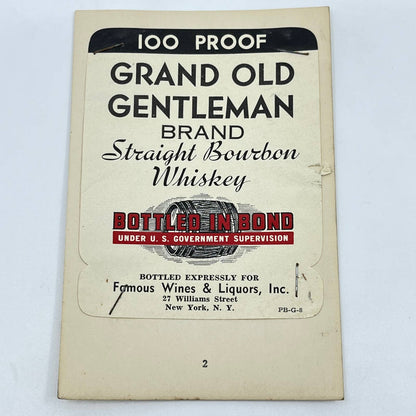 100 PROOF
GRAND OLD
GENTLEMAN
BRAND
Straight Bourbon
Whiskey
BOTTLED IN BOND
UNDER U. S. GOVERNMENT SUPERVISION
BOTTLED EXPRESSLY FOR
Famous Wines & Liquors, Inc.
27 Williams Street
New York, N. Y.
PB-G-8
2